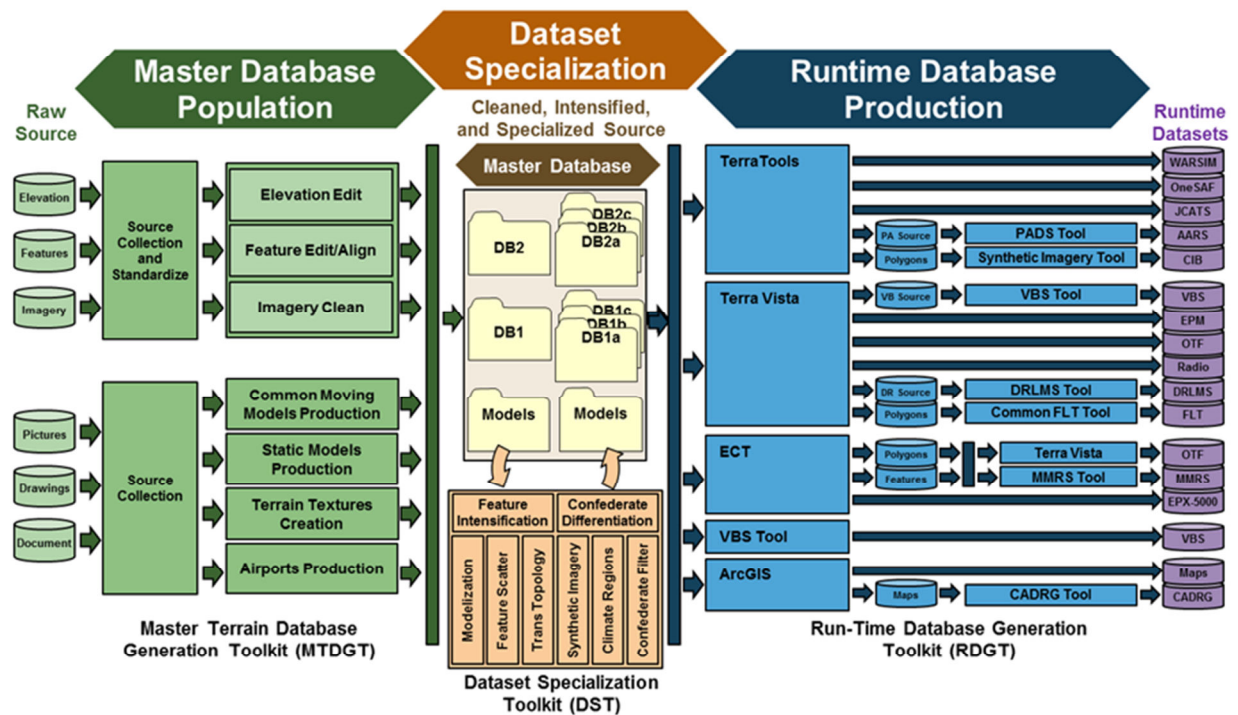 Master Database
Population
Dataset
Specialization
Runtime Database
Production
Raw
Source
Cleaned, Intensified,
and Specialized Source
Runtime
Datasets
Elevation
Features
Imagery
Source
Collection
and
Standardize
Elevation Edit
Feature Edit/Align
Imagery Clean
Pictures
Drawings
Document
Source
Collection
Common Moving
Models Production
Static Models
Production
Terrain Textures
Creation
Airports Production
Master Terrain Database
Generation Toolkit (MTDGT)
Master Database
DB2
DB2c
DB2b
DB2a
DB1
DB1c
DB1b
DB1a
Models
Models
Feature
Intensification
Confederate
Differentiation
Modelization
Feature Scatter
Trans Topology
Synthetic Imagery
Climate Regions
Confederate Filter
Dataset Specialization
Toolkit (DST)
TerraTools
WARSIM
OneSAF
JCATS
PA Source
PADS Tool
AARS
Polygons
Synthetic Imagery Tool
CIB
Terra Vista
VB Source
VBS Tool
VBS
EPM
OTF
Radio
DR Source
DRLMS Tool
DRLMS
Polygons
Common FLT Tool
FLT
ECT
Polygons
Terra Vista
OTF
Features
MMRS Tool
MMRS
EPX-5000
VBS Tool
VBS
ArcGIS
Maps
Maps
CADRG Tool
CADRG
Run-Time Database Generation
Toolkit (RDGT)